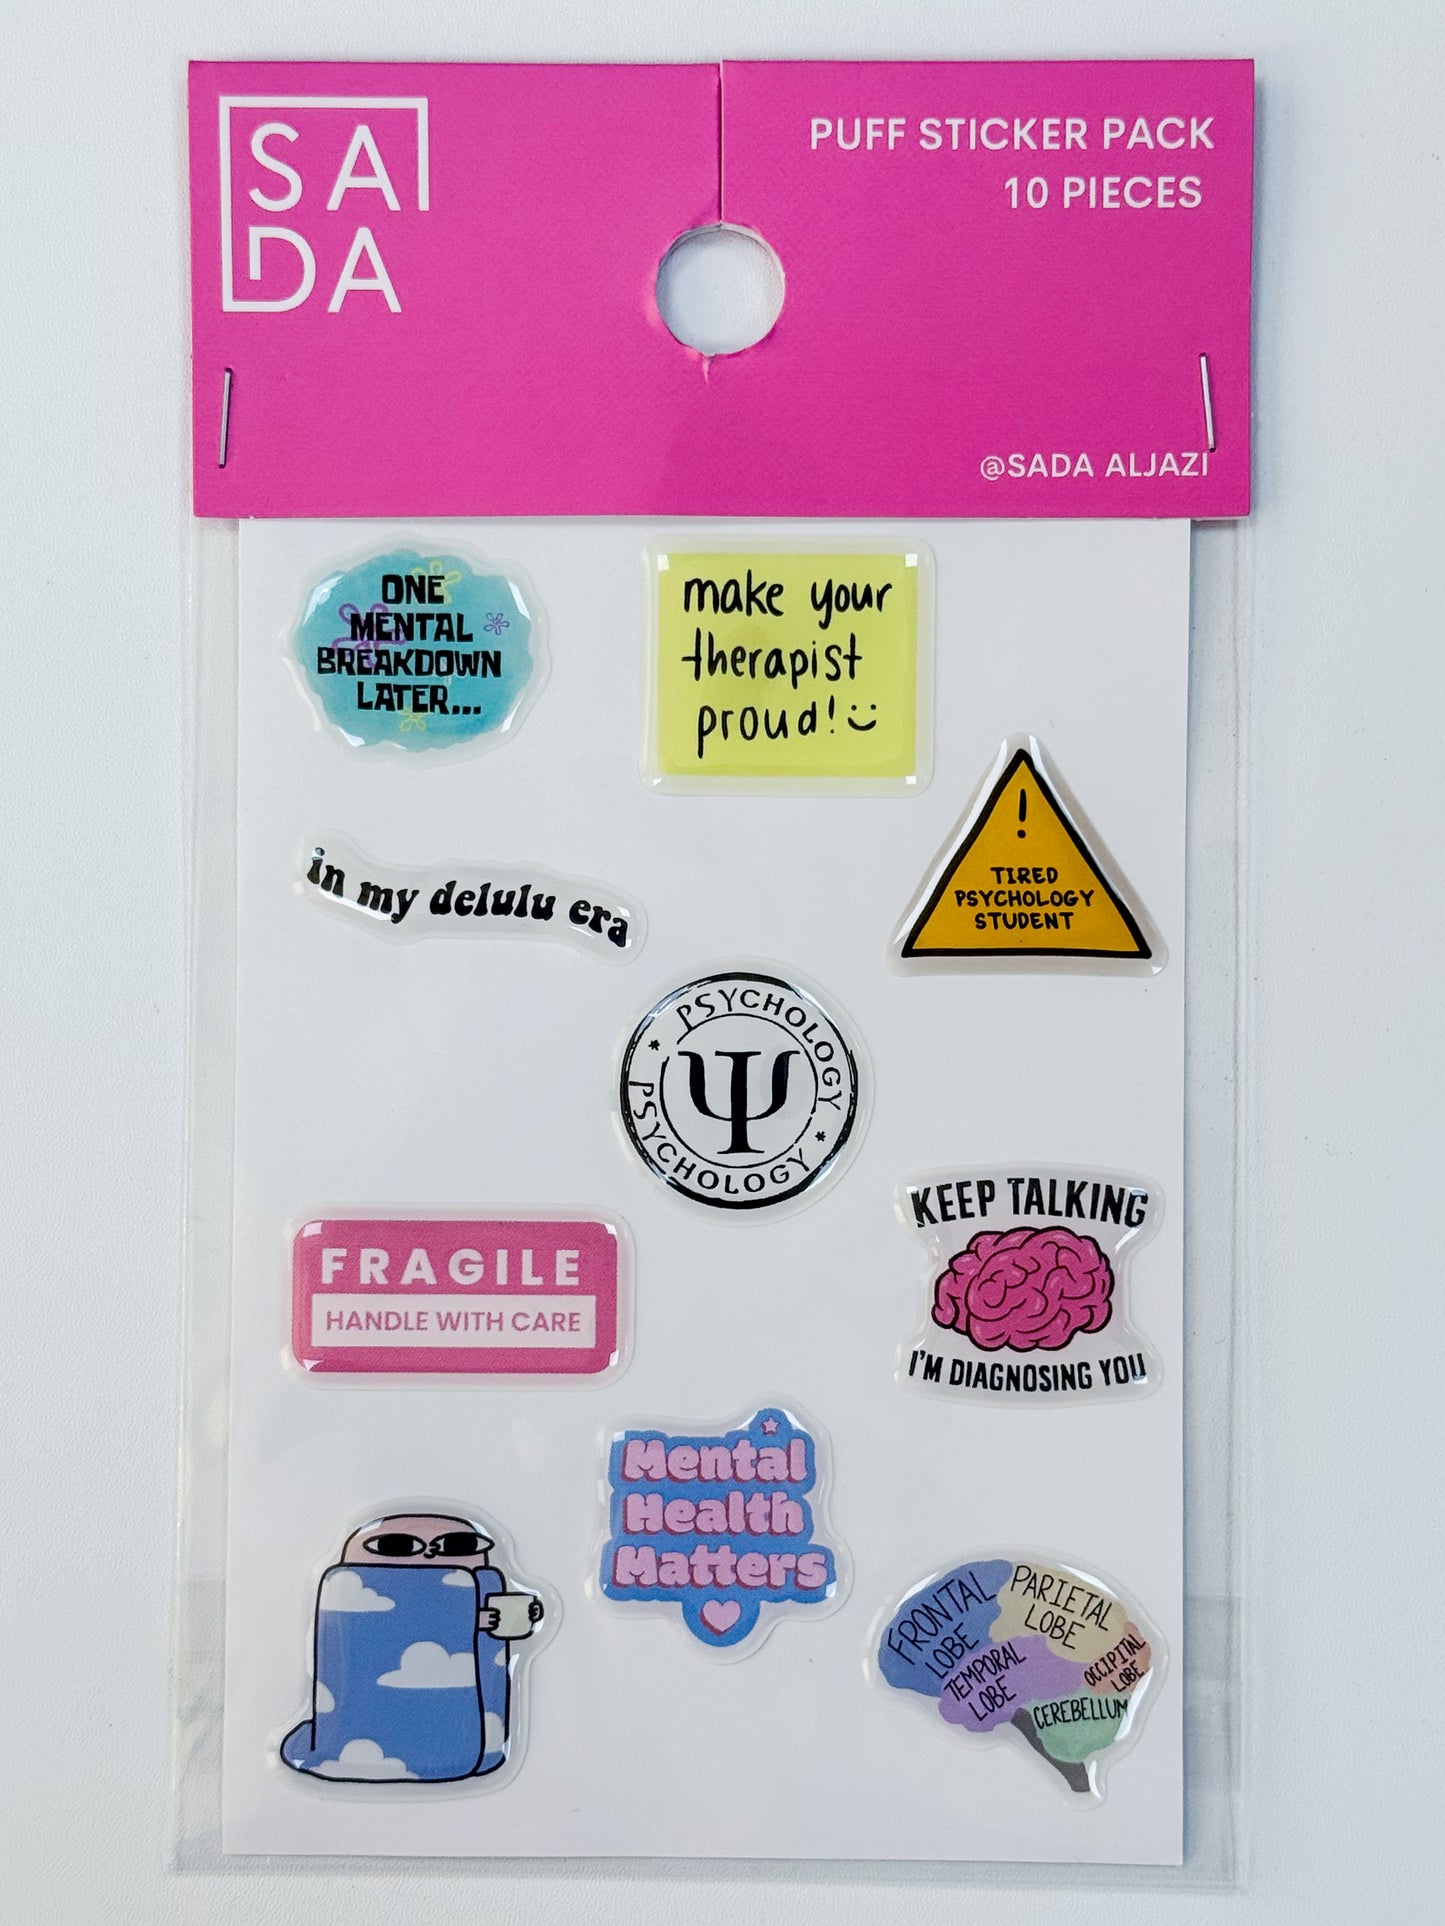 SA
DA
PUFF STICKER PACK
10 PIECES
@SADA ALJAZI
ONE
MENTAL
BREAKDOWN
LATER...
make your
therapist
proud!
in my delulu era
!
TIRED
PSYCHOLOGY
STUDENT
PSYCHOLOGY
Ψ
* PSYCHOLOGY *
FRAGILE
HANDLE WITH CARE
KEEP TALKING
I'M DIAGNOSING YOU
Mental
Health
Matters
FRONTAL
LOBE
PARIETAL
LOBE
TEMPORAL
LOBE
OCCIPITAL
LOBE
CEREBELLUM